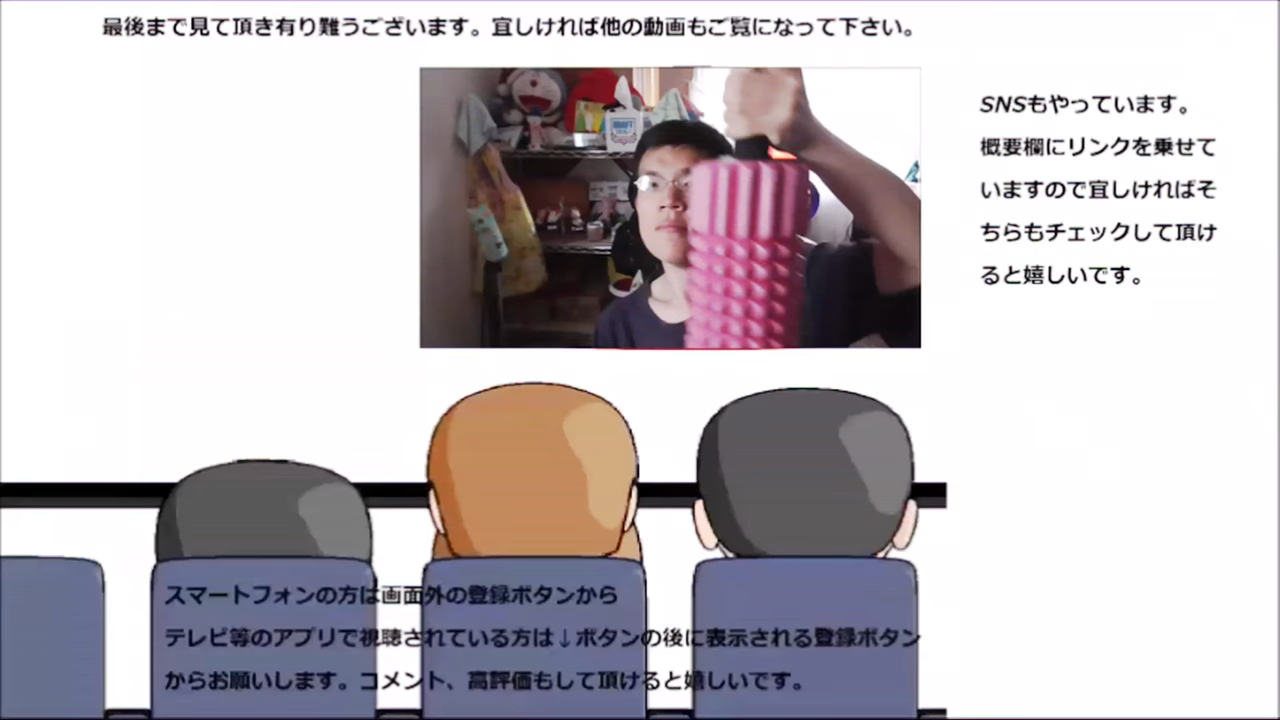 最後まで見て頂き有り難うございます。宜しければ他の動画もご覧になって下さい。
SNSもやっています。
概要欄にリンクを乗せて
いますので宜しければそ
ちらもチェックして頂け
ると嬉しいです。
スマートフォンの方は画面外の登録ボタンから
テレビ等のアプリで視聴されている方は↓ボタンの後に表示される登録ボタン
からお願いします。コメント、高評価もして頂けると嬉しいです。